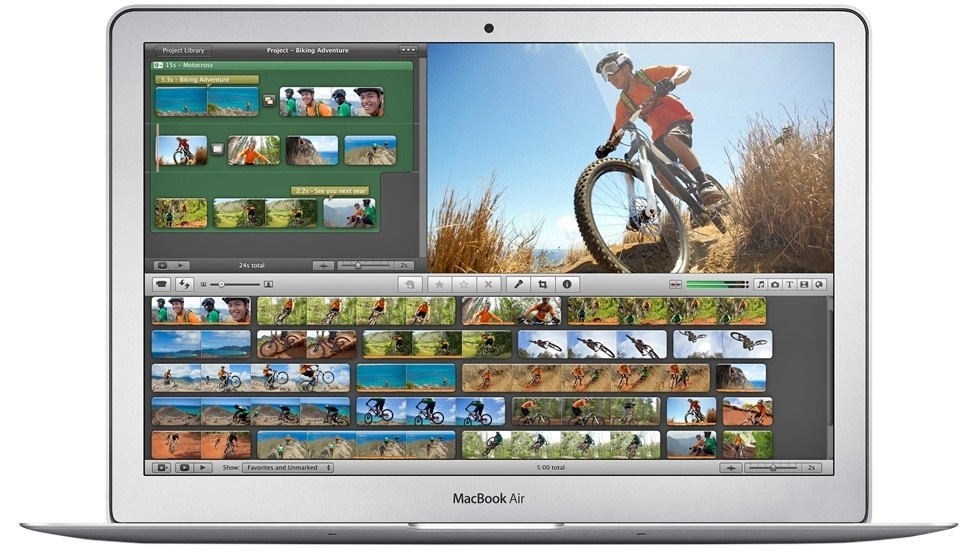 Project Library
Project – Biking Adventure
15s – Motocross
3.3s – Biking Adventure
2.2s – See you next year
24s total
2s
T
Show:
Favorites and Unmarked
5:00 total
2s
MacBook Air